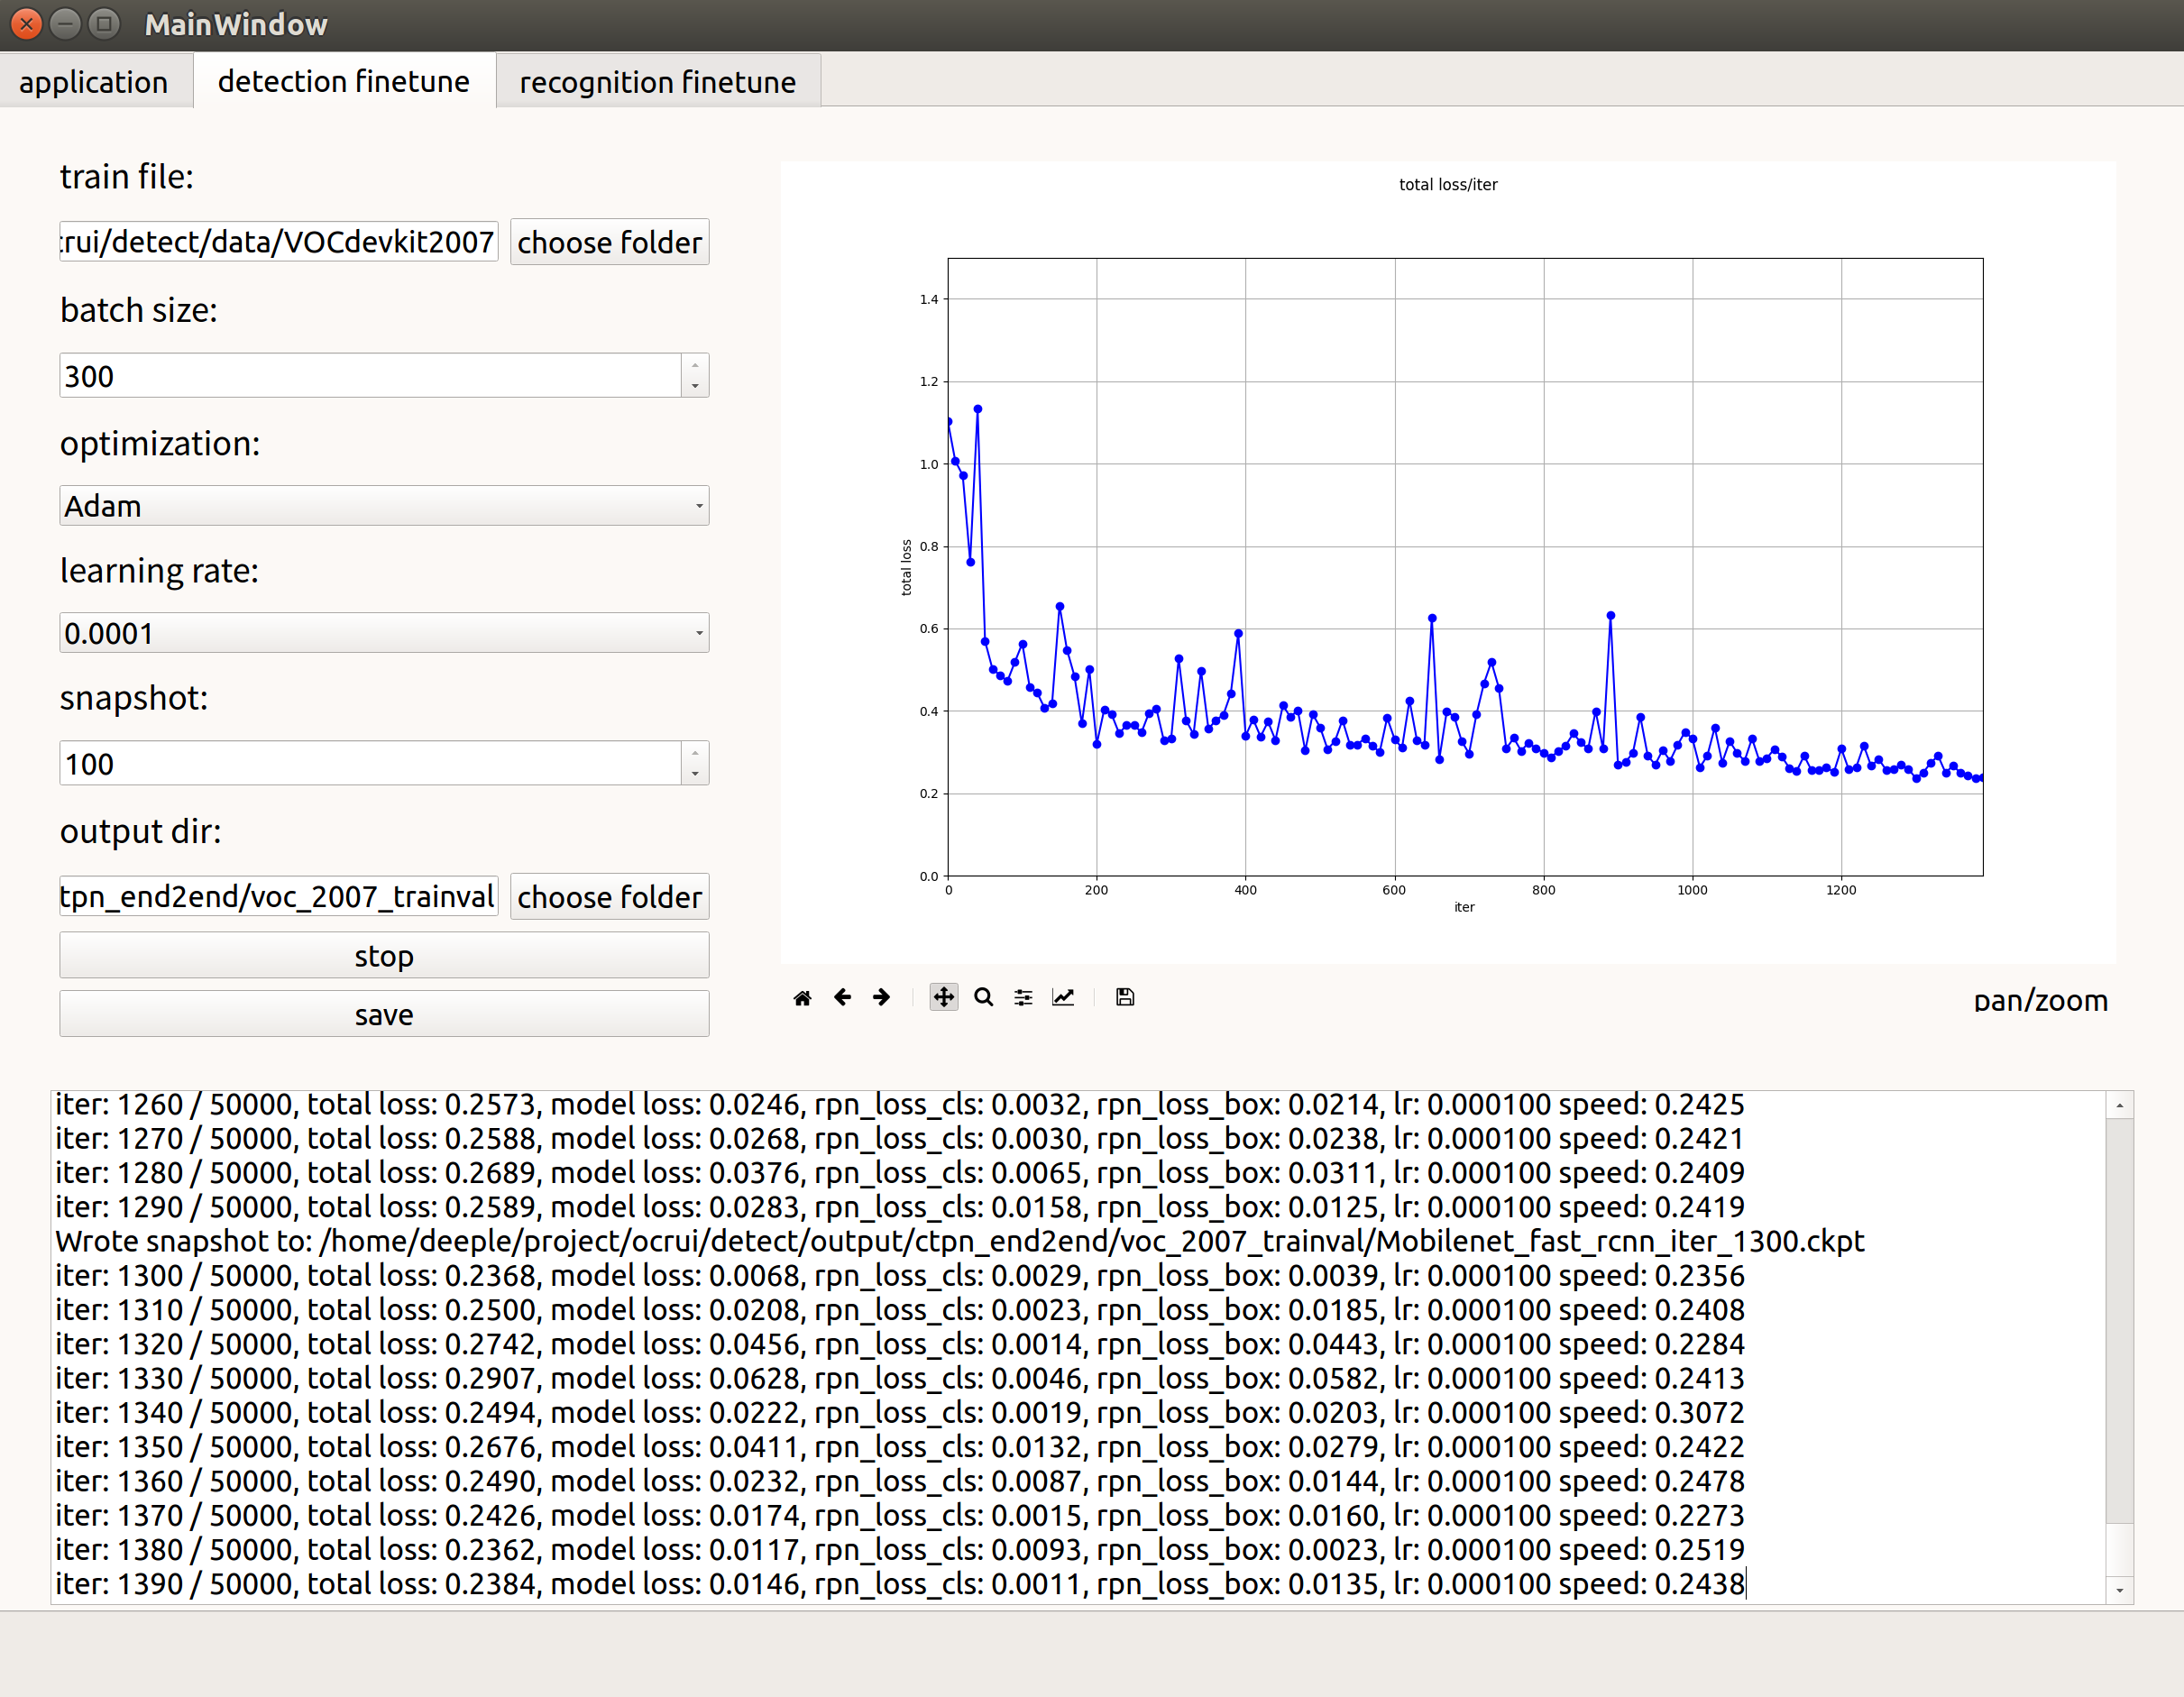 MainWindow
application
detection finetune
recognition finetune
train file:
:rui/detect/data/VOCdevkit2007
choose folder
batch size:
300
optimization:
Adam
learning rate:
0.0001
snapshot:
100
output dir:
tpn_end2end/voc_2007_trainval
choose folder
stop
save
total loss/iter
total loss
1.4
1.2
1.0
0.8
0.6
0.4
0.2
0.0
0 200 400 600 800 1000 1200
iter
pan/zoom
iter: 1260 / 50000, total loss: 0.2573, model loss: 0.0246, rpn_loss_cls: 0.0032, rpn_loss_box: 0.0214, lr: 0.000100 speed: 0.2425
iter: 1270 / 50000, total loss: 0.2588, model loss: 0.0268, rpn_loss_cls: 0.0030, rpn_loss_box: 0.0238, lr: 0.000100 speed: 0.2421
iter: 1280 / 50000, total loss: 0.2689, model loss: 0.0376, rpn_loss_cls: 0.0065, rpn_loss_box: 0.0311, lr: 0.000100 speed: 0.2409
iter: 1290 / 50000, total loss: 0.2589, model loss: 0.0283, rpn_loss_cls: 0.0158, rpn_loss_box: 0.0125, lr: 0.000100 speed: 0.2419
Wrote snapshot to: /home/deeple/project/ocrui/detect/output/ctpn_end2end/voc_2007_trainval/Mobilenet_fast_rcnn_iter_1300.ckpt
iter: 1300 / 50000, total loss: 0.2368, model loss: 0.0068, rpn_loss_cls: 0.0029, rpn_loss_box: 0.0039, lr: 0.000100 speed: 0.2356
iter: 1310 / 50000, total loss: 0.2500, model loss: 0.0208, rpn_loss_cls: 0.0023, rpn_loss_box: 0.0185, lr: 0.000100 speed: 0.2408
iter: 1320 / 50000, total loss: 0.2742, model loss: 0.0456, rpn_loss_cls: 0.0014, rpn_loss_box: 0.0443, lr: 0.000100 speed: 0.2284
iter: 1330 / 50000, total loss: 0.2907, model loss: 0.0628, rpn_loss_cls: 0.0046, rpn_loss_box: 0.0582, lr: 0.000100 speed: 0.2413
iter: 1340 / 50000, total loss: 0.2494, model loss: 0.0222, rpn_loss_cls: 0.0019, rpn_loss_box: 0.0203, lr: 0.000100 speed: 0.3072
iter: 1350 / 50000, total loss: 0.2676, model loss: 0.0411, rpn_loss_cls: 0.0132, rpn_loss_box: 0.0279, lr: 0.000100 speed: 0.2422
iter: 1360 / 50000, total loss: 0.2490, model loss: 0.0232, rpn_loss_cls: 0.0087, rpn_loss_box: 0.0144, lr: 0.000100 speed: 0.2478
iter: 1370 / 50000, total loss: 0.2426, model loss: 0.0174, rpn_loss_cls: 0.0015, rpn_loss_box: 0.0160, lr: 0.000100 speed: 0.2273
iter: 1380 / 50000, total loss: 0.2362, model loss: 0.0117, rpn_loss_cls: 0.0093, rpn_loss_box: 0.0023, lr: 0.000100 speed: 0.2519
iter: 1390 / 50000, total loss: 0.2384, model loss: 0.0146, rpn_loss_cls: 0.0011, rpn_loss_box: 0.0135, lr: 0.000100 speed: 0.2438